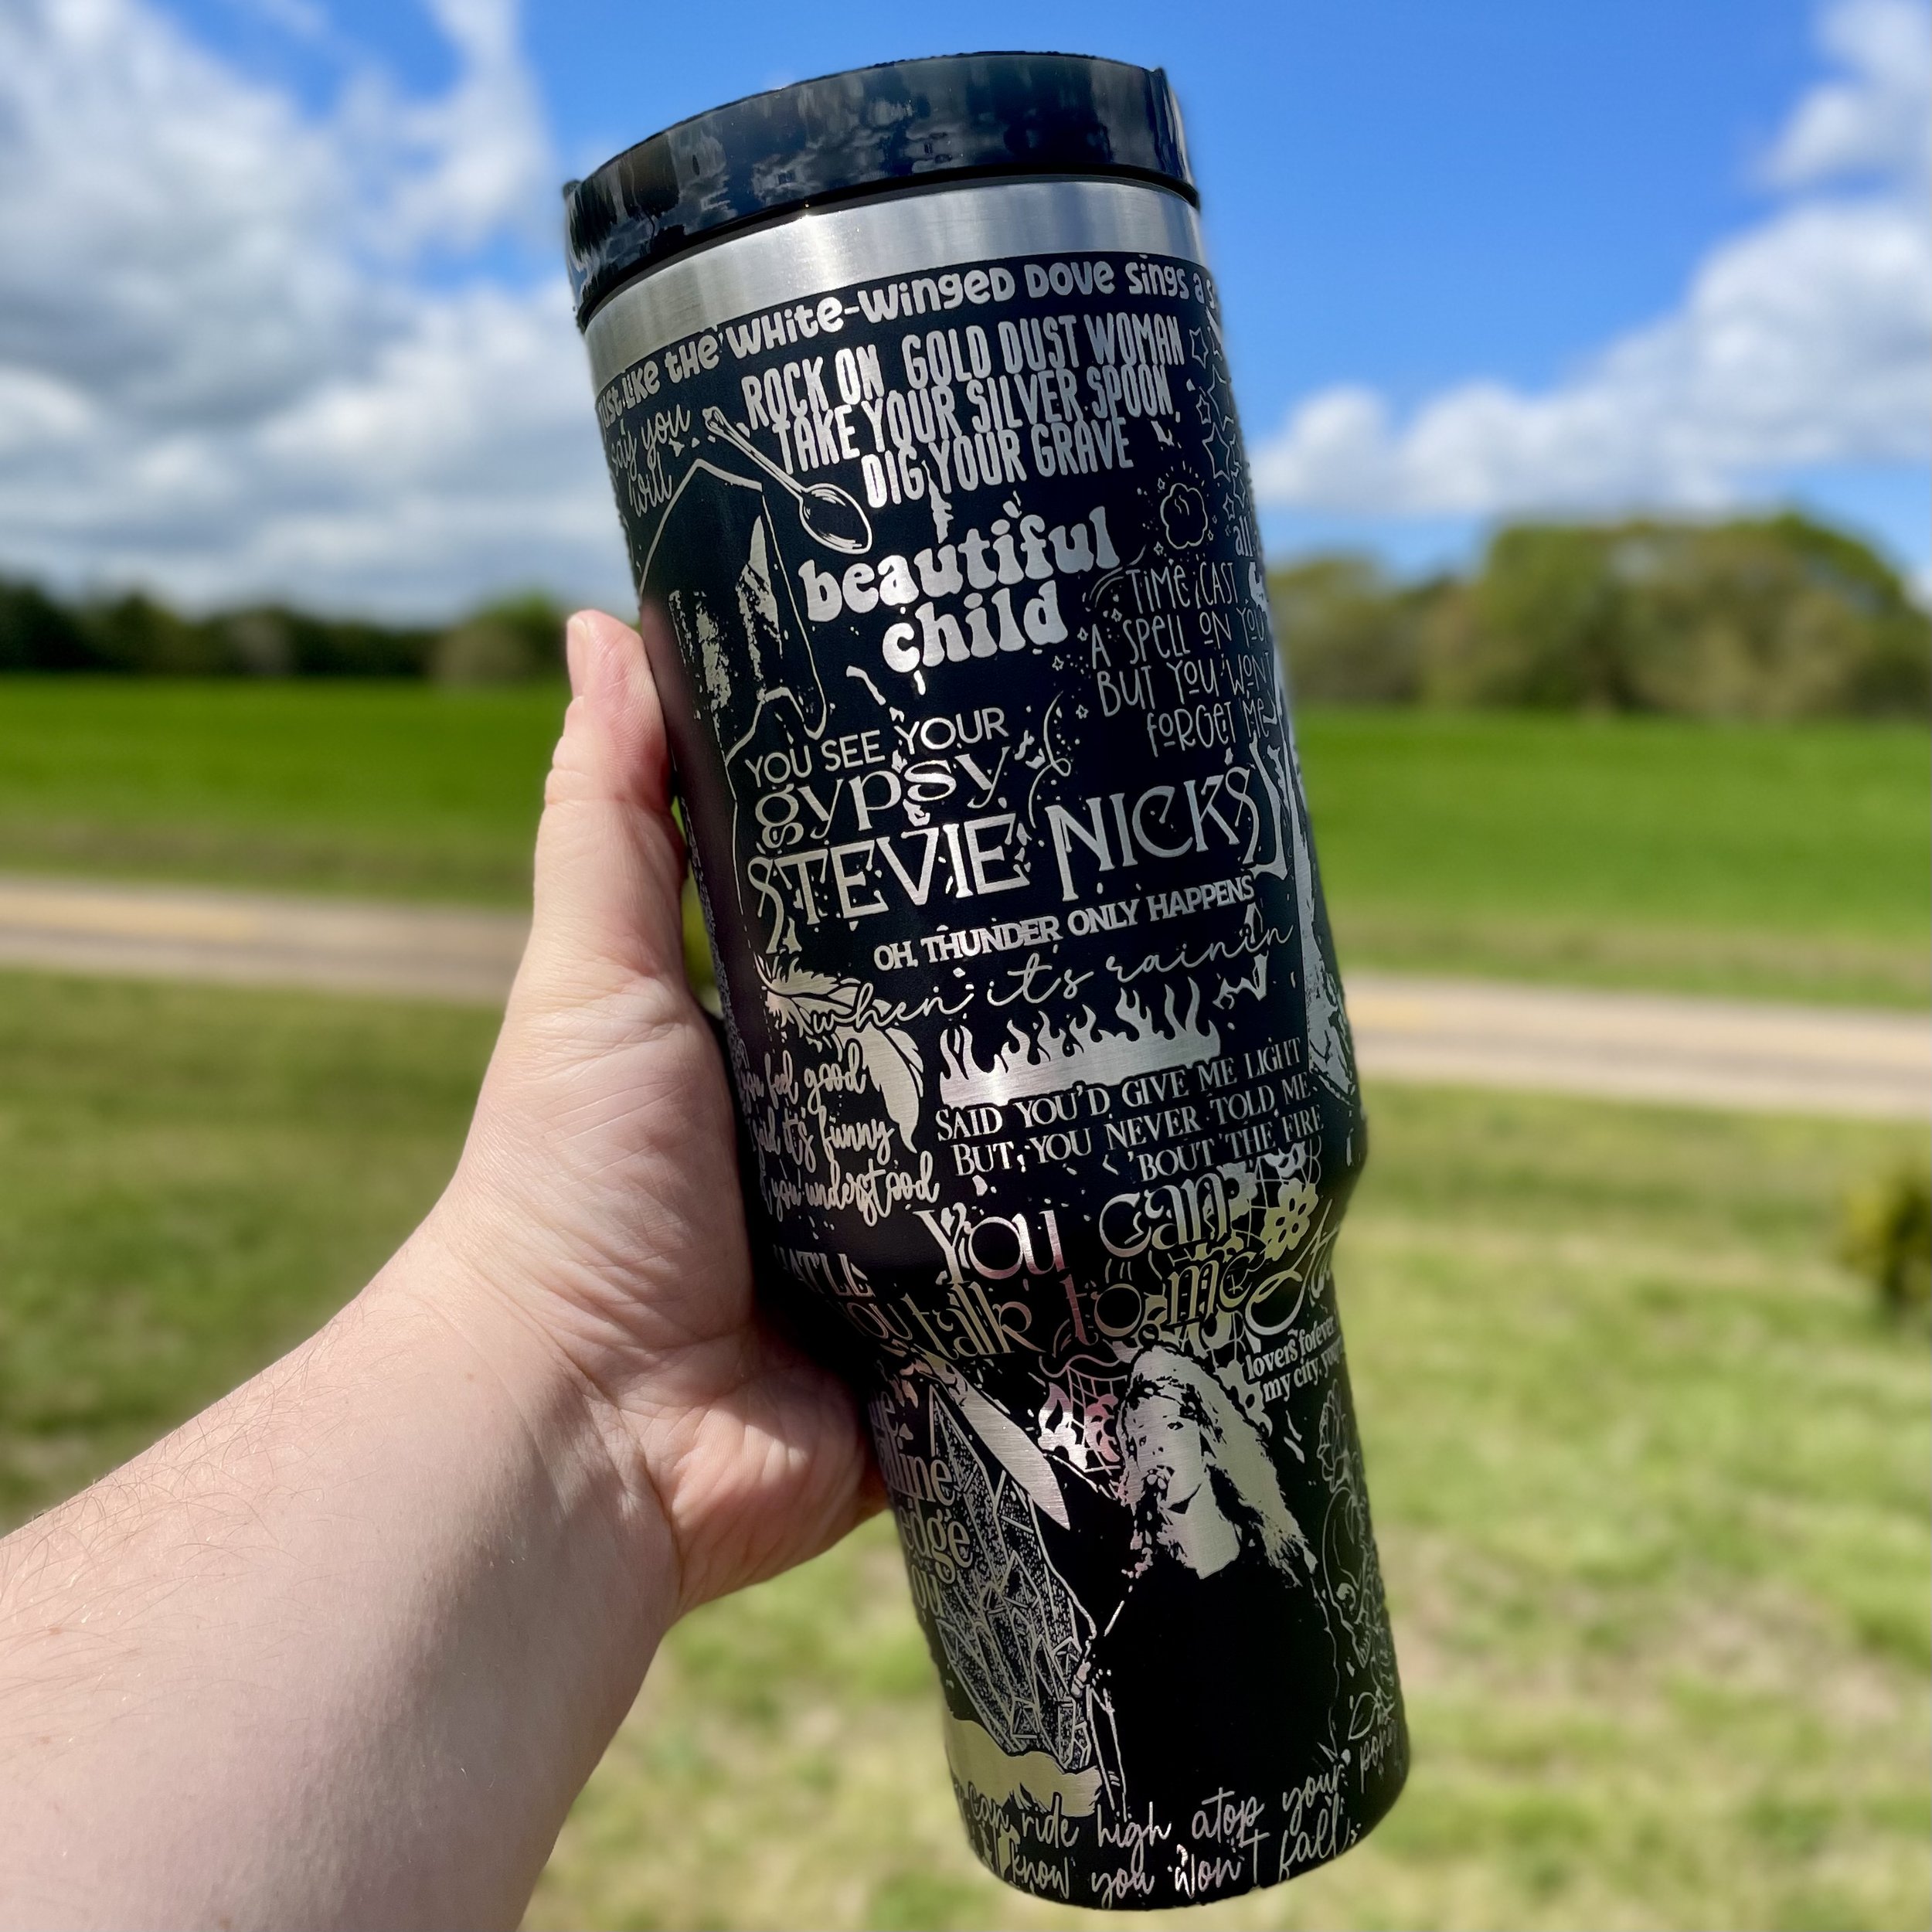 Just Like the White-Winged Dove Sings a
say you
will
ROCK ON GOLD DUST WOMAN
TAKE YOUR SILVER SPOON,
DIG YOUR GRAVE
beautiful
child
all
TIME CAST
A SPELL ON YOU
BUT YOU WON'T
FORGET ME
YOU SEE YOUR
gypsy
STEVIE NICKS
OH, THUNDER ONLY HAPPENS
when it's rainin
feel good
said it's funny
you understood
SAID YOU'D GIVE ME LIGHT
BUT YOU NEVER TOLD ME
'BOUT THE FIRE
You can
talk to me
lovers forever
my city, your
edge
can ride high atop your
know you won't fall